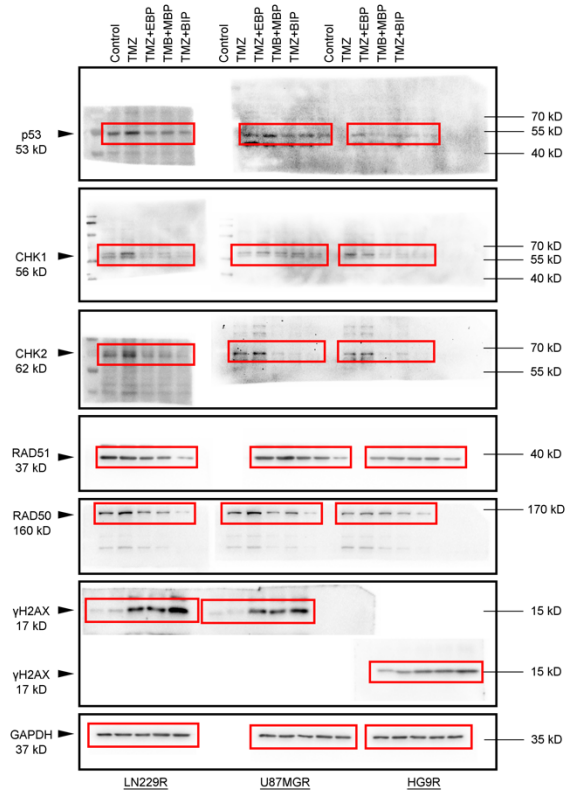 Control
TMZ
TMZ+EBP
TMB+MBP
TMZ+BIP
Control
TMZ
TMZ+EBP
TMB+MBP
TMZ+BIP
Control
TMZ
TMZ+EBP
TMB+MBP
TMZ+BIP
p53
53 kD
70 kD
55 kD
40 kD
CHK1
56 kD
70 kD
55 kD
40 kD
CHK2
62 kD
70 kD
55 kD
RAD51
37 kD
40 kD
RAD50
160 kD
170 kD
γH2AX
17 kD
15 kD
γH2AX
17 kD
15 kD
GAPDH
37 kD
35 kD
LN229R U87MGR HG9R